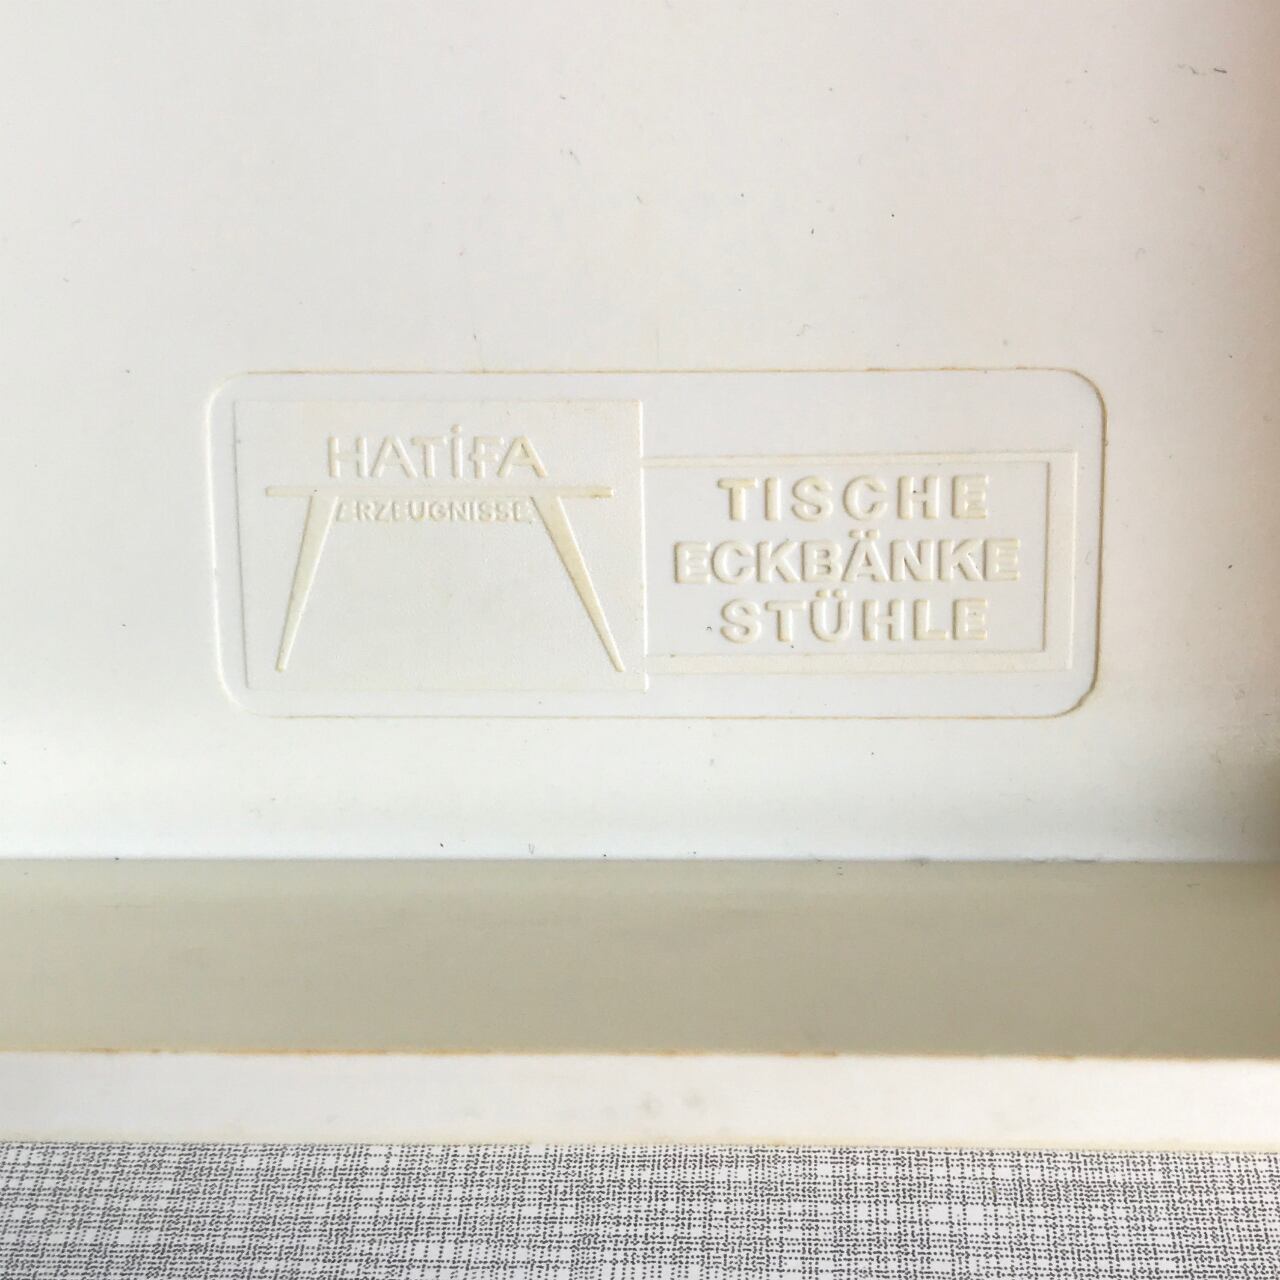 HATiFA
ERZEUGNISSE
TISCHE
ECKBÄNKE
STÜHLE